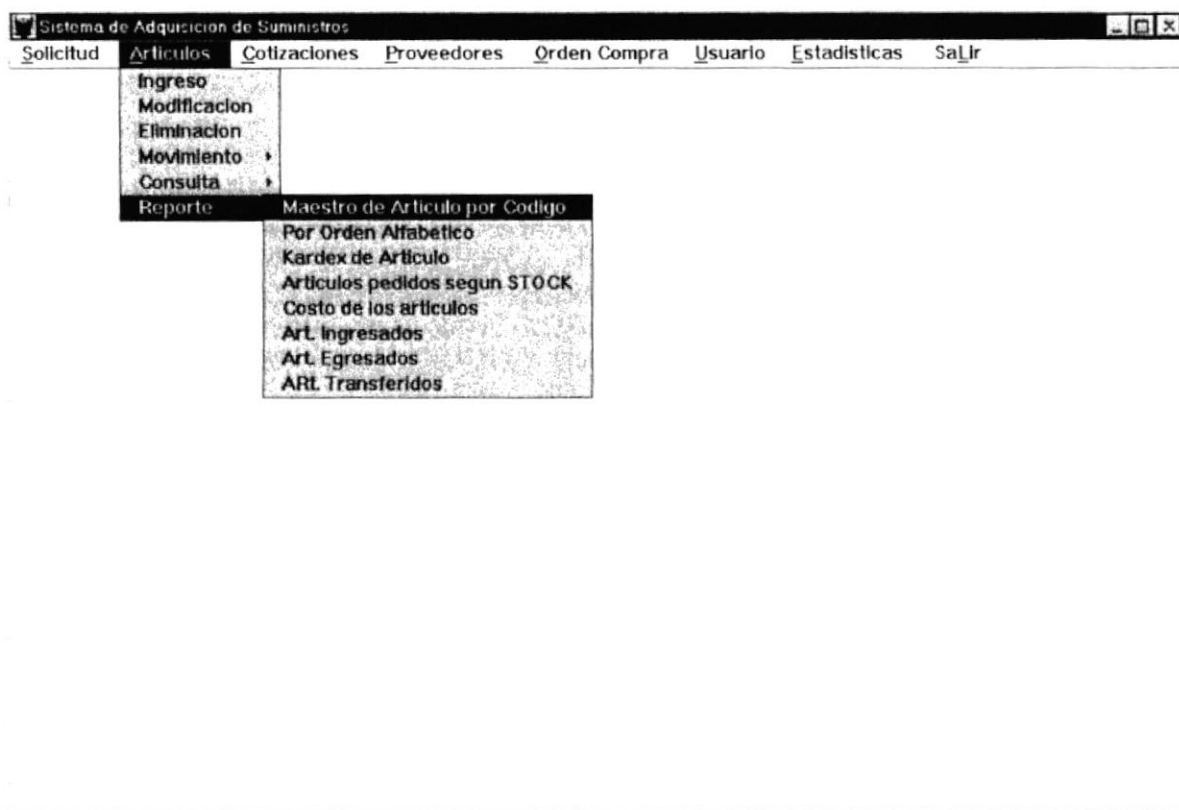 Sistema de Adquisicion de Suministros
Solicitud Articulos Cotizaciones Proveedores Orden Compra Usuario Estadisticas SaLir
Ingreso
Modificacion
Eliminacion
Movimiento
Consulta
Reporte Maestro de Articulo por Codigo
Por Orden Alfabetico
Kardex de Articulo
Articulos pedidos segun STOCK
Costo de los articulos
Art. Ingresados
Art. Egresados
ARt. Transferidos